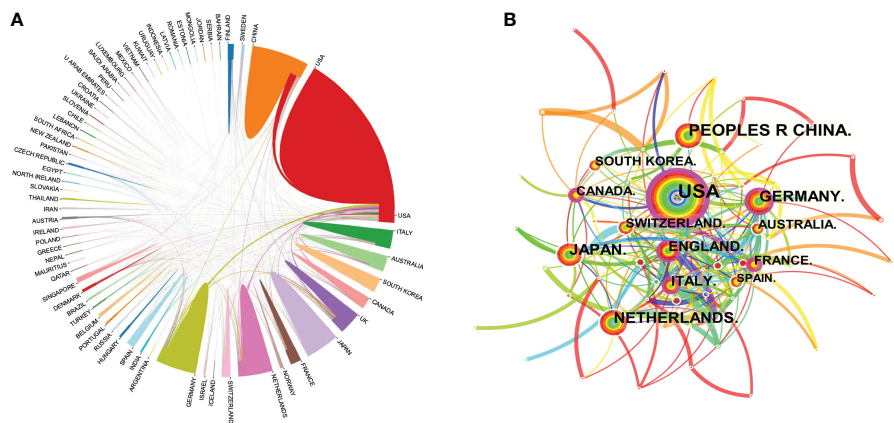 A
FINLAND
SWEDEN
CHINA
USA
USA
ITALY
AUSTRALIA
SOUTH KOREA
CANADA
UK
JAPAN
FRANCE
NORWAY
NETHERLANDS
SWITZERLAND
ICELAND
ISRAEL
GERMANY
ARGENTINA
INDIA
SPAIN
HUNGARY
RUSSIA
PORTUGAL
BELGIUM
TURKEY
BRAZIL
DENMARK
SINGAPORE
QATAR
MAURITIUS
NEPAL
GREECE
POLAND
IRELAND
AUSTRIA
IRAN
THAILAND
SLOVAKIA
NORTH IRELAND
EGYPT
CZECH REPUBLIC
PAKISTAN
NEW ZEALAND
SOUTH AFRICA
LEBANON
CHILE
SLOVENIA
UKRAINE
CROATIA
U ARAB EMIRATES
PERU
SAUDI ARABIA
LUXEMBOURG
MEXICO
VIETNAM
KUWAIT
URUGUAY
INDONESIA
LATVIA
ROMANIA
ESTONIA
MONGOLIA
JORDAN
SERBIA
BAHRAIN
B
PEOPLES R CHINA.
SOUTH KOREA.
CANADA.
USA
GERMANY.
SWITZERLAND.
AUSTRALIA.
JAPAN.
ENGLAND.
FRANCE.
ITALY.
SPAIN.
NETHERLANDS.